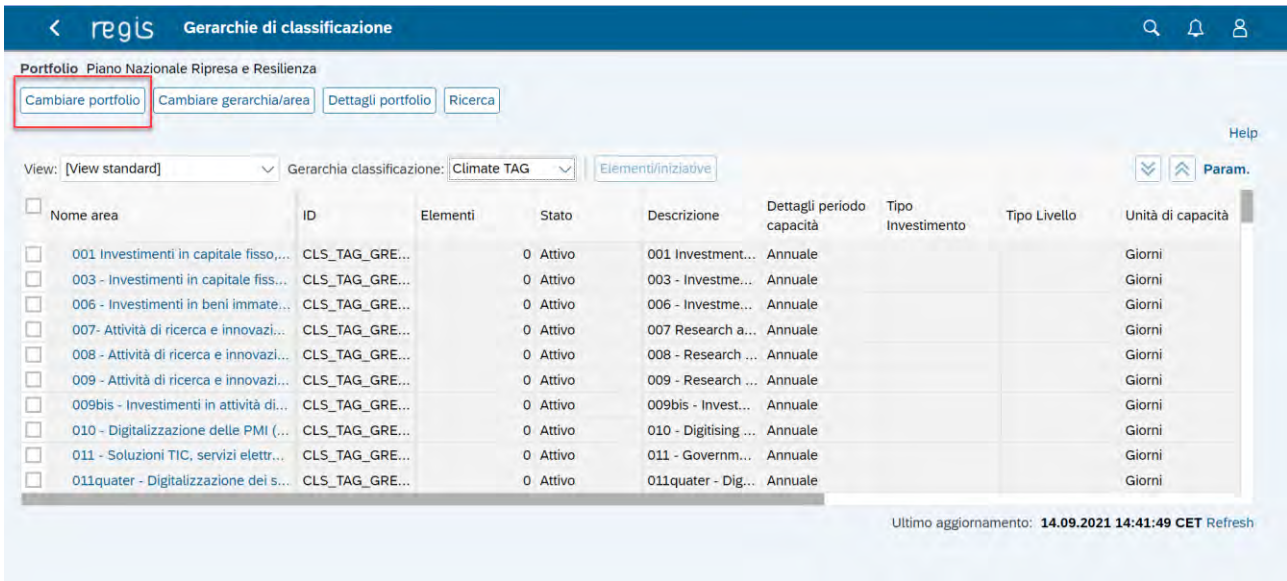 regis Gerarchie di classificazione
Portfolio Piano Nazionale Ripresa e Resilienza
Cambiare portfolio Cambiare gerarchia/area Dettagli portfolio Ricerca
Help
View: [View standard] Gerarchia classificazione: Climate TAG Elementi/iniziative Param.
Nome area ID Elementi Stato Descrizione Dettagli periodo capacità Tipo Investimento Tipo Livello Unità di capacità
001 Investimenti in capitale fisso,... CLS_TAG_GRE... 0 Attivo 001 Investment... Annuale Giorni
003 - Investimenti in capitale fiss... CLS_TAG_GRE... 0 Attivo 003 - Investme... Annuale Giorni
006 - Investimenti in beni immate... CLS_TAG_GRE... 0 Attivo 006 - Investme... Annuale Giorni
007- Attività di ricerca e innovazi... CLS_TAG_GRE... 0 Attivo 007 Research a... Annuale Giorni
008 - Attività di ricerca e innovazi... CLS_TAG_GRE... 0 Attivo 008 - Research ... Annuale Giorni
009 - Attività di ricerca e innovazi... CLS_TAG_GRE... 0 Attivo 009 - Research ... Annuale Giorni
009bis - Investimenti in attività di... CLS_TAG_GRE... 0 Attivo 009bis - Invest... Annuale Giorni
010 - Digitalizzazione delle PMI (... CLS_TAG_GRE... 0 Attivo 010 - Digitising ... Annuale Giorni
011 - Soluzioni TIC, servizi elettr... CLS_TAG_GRE... 0 Attivo 011 - Governm... Annuale Giorni
011quater - Digitalizzazione dei s... CLS_TAG_GRE... 0 Attivo 011quater - Dig... Annuale Giorni
Ultimo aggiornamento: 14.09.2021 14:41:49 CET Refresh